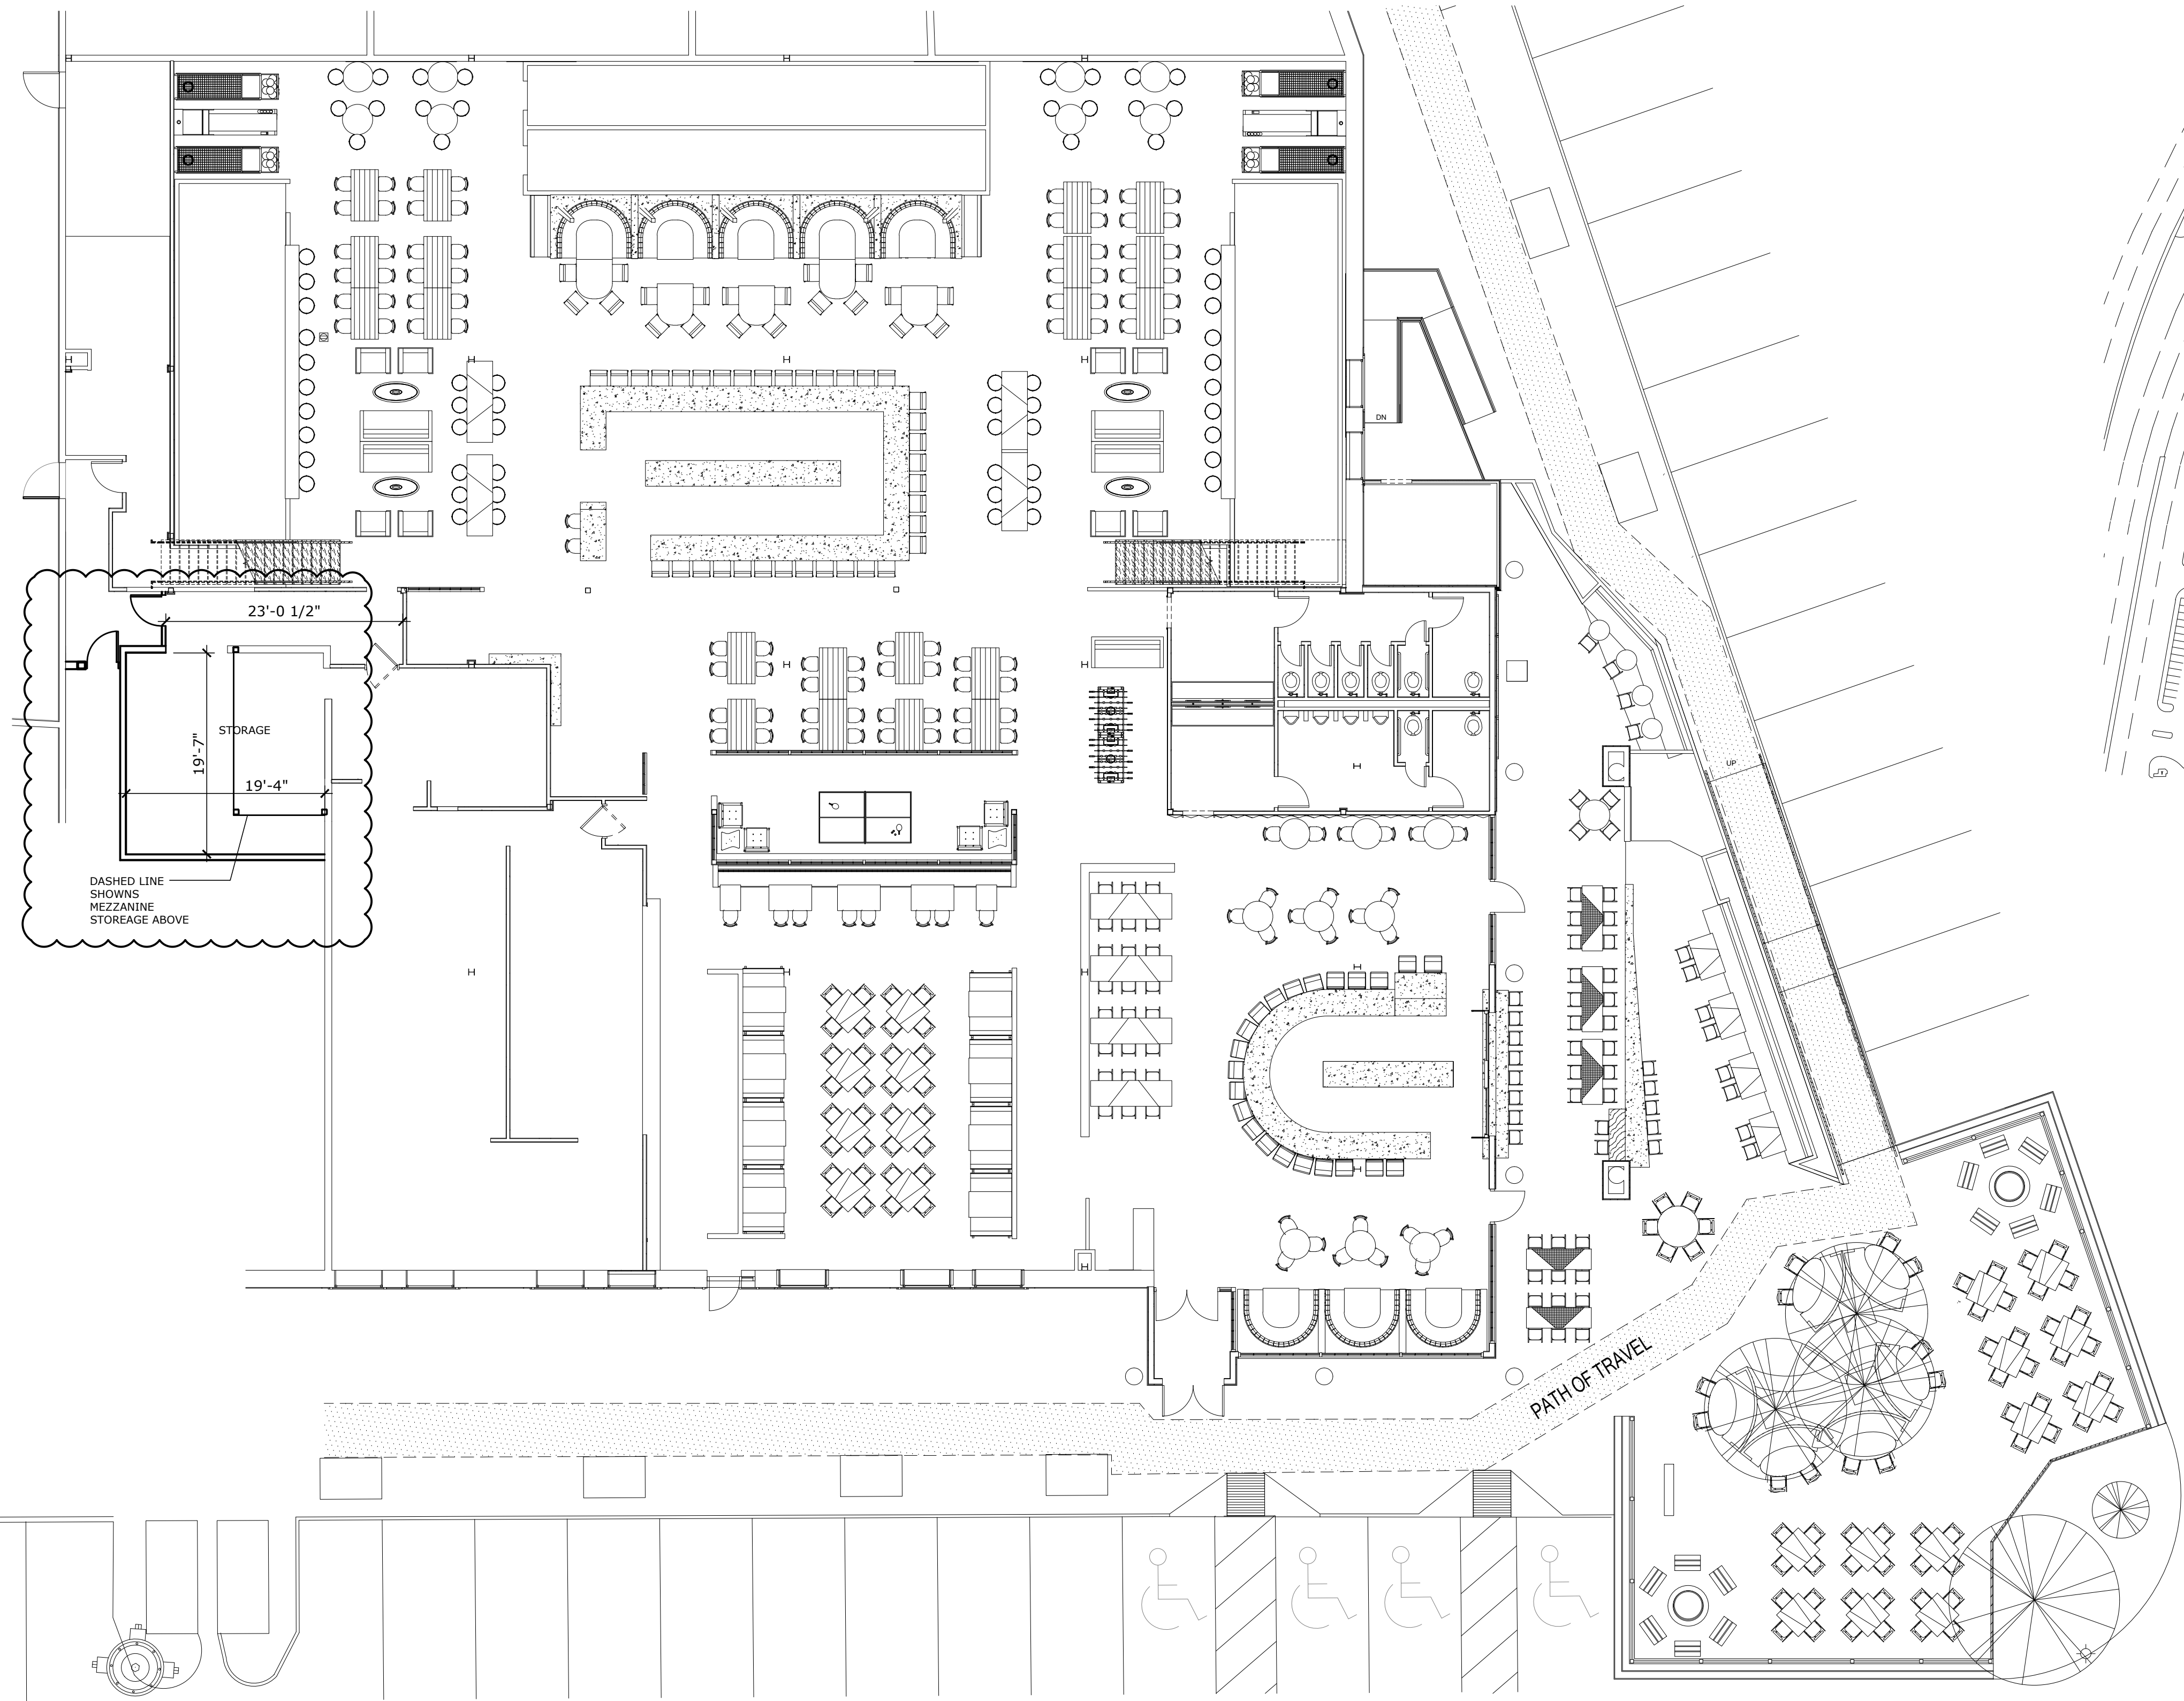 DN
23'-0 1/2"
STORAGE
19'-7"
19'-4"
UP
DASHED LINE
SHOWNS
MEZZANINE
STOREAGE ABOVE
PATH OF TRAVEL